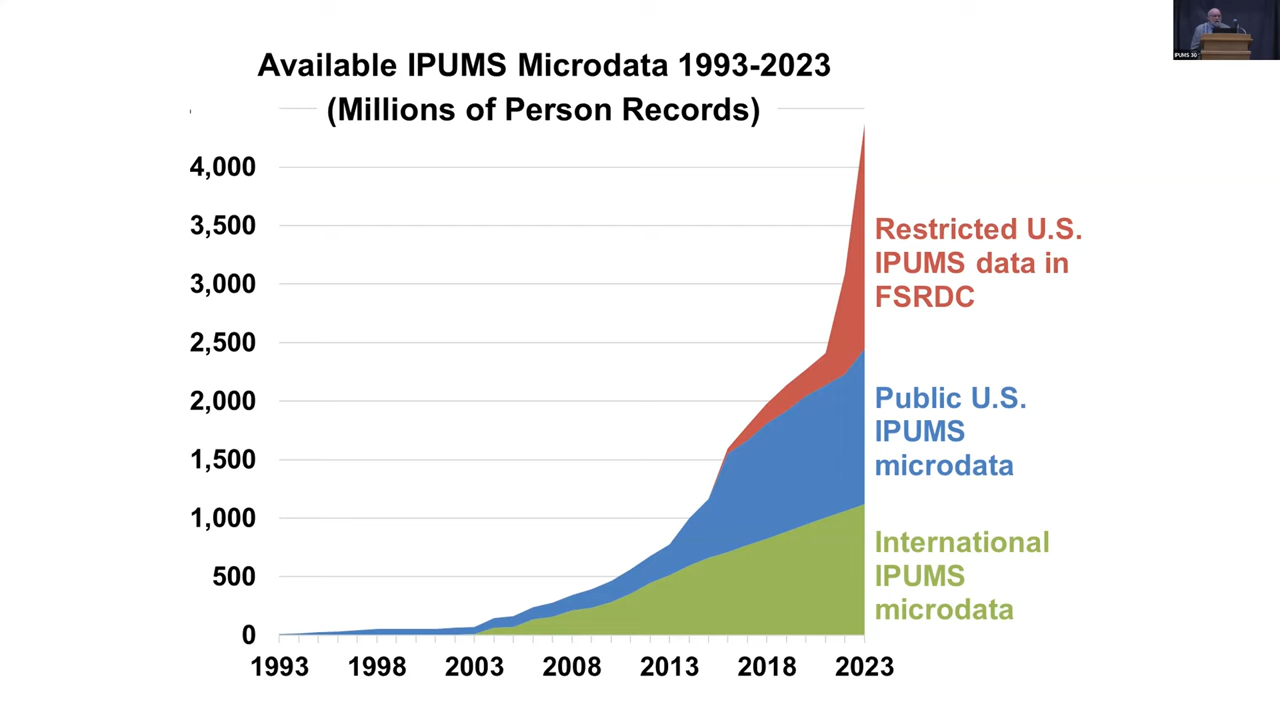 Available IPUMS Microdata 1993-2023
(Millions of Person Records)
4,000
3,500
3,000
2,500
2,000
1,500
1,000
500
0
1993 1998 2003 2008 2013 2018 2023
Restricted U.S.
IPUMS data in
FSRDC
Public U.S.
IPUMS
microdata
International
IPUMS
microdata
IPUMS 30